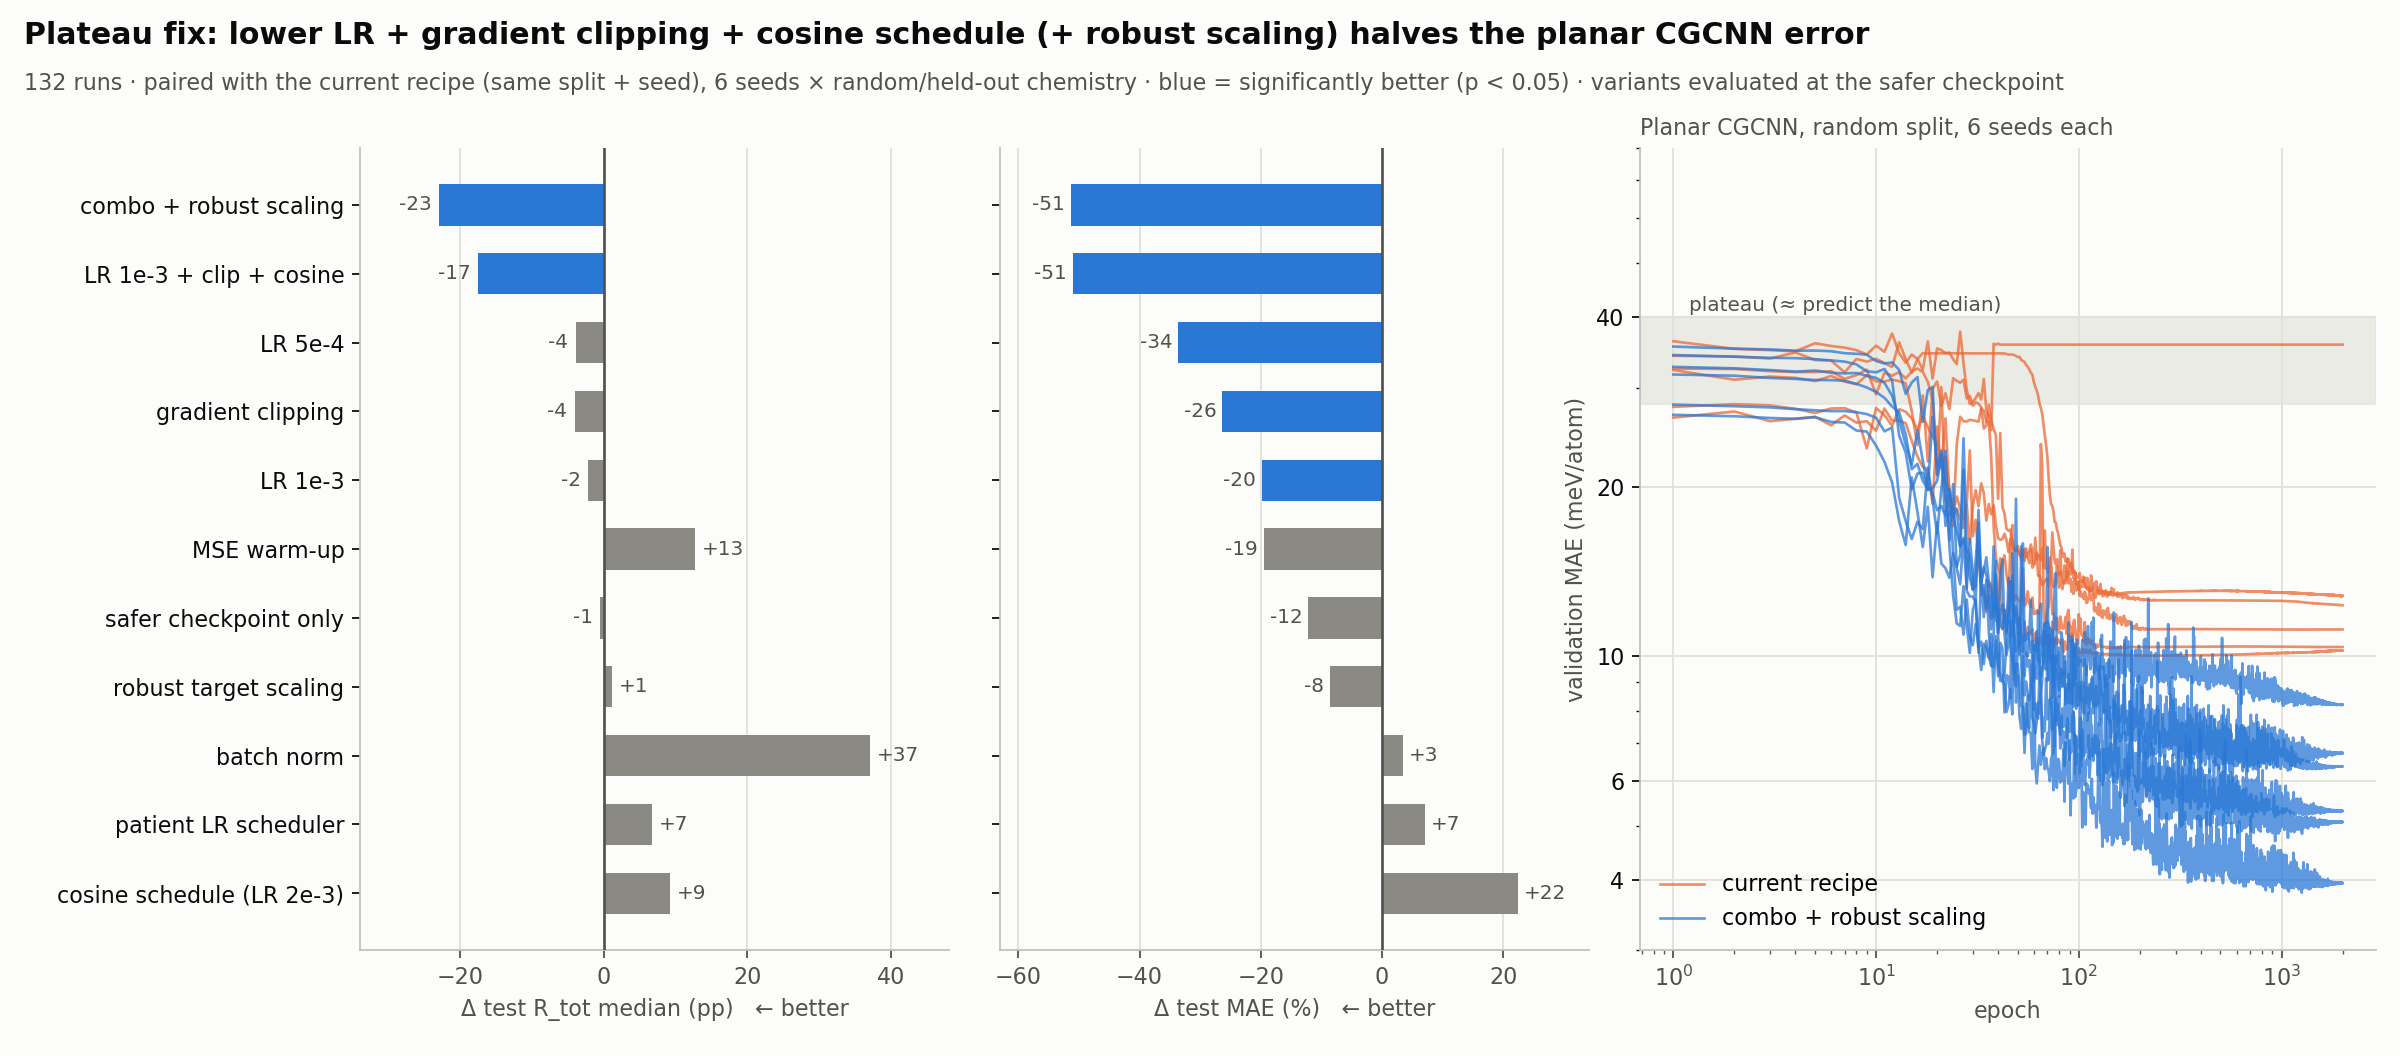 Plateau fix: lower LR + gradient clipping + cosine schedule (+ robust scaling) halves the planar CGCNN error
132 runs · paired with the current recipe (same split + seed), 6 seeds × random/held-out chemistry · blue = significantly better (p < 0.05) · variants evaluated at the safer checkpoint
combo + robust scaling
LR 1e-3 + clip + cosine
LR 5e-4
gradient clipping
LR 1e-3
MSE warm-up
safer checkpoint only
robust target scaling
batch norm
patient LR scheduler
cosine schedule (LR 2e-3)
-23
-17
-4
-4
-2
+13
-1
+1
+37
+7
+9
−20
0
20
40
Δ test R_tot median (pp) ← better
-51
-51
-34
-26
-20
-19
-12
-8
+3
+7
+22
−60
−40
−20
0
20
Δ test MAE (%) ← better
Planar CGCNN, random split, 6 seeds each
validation MAE (meV/atom)
40
20
10
6
4
plateau (≈ predict the median)
current recipe
combo + robust scaling
10⁰
10¹
10²
10³
epoch